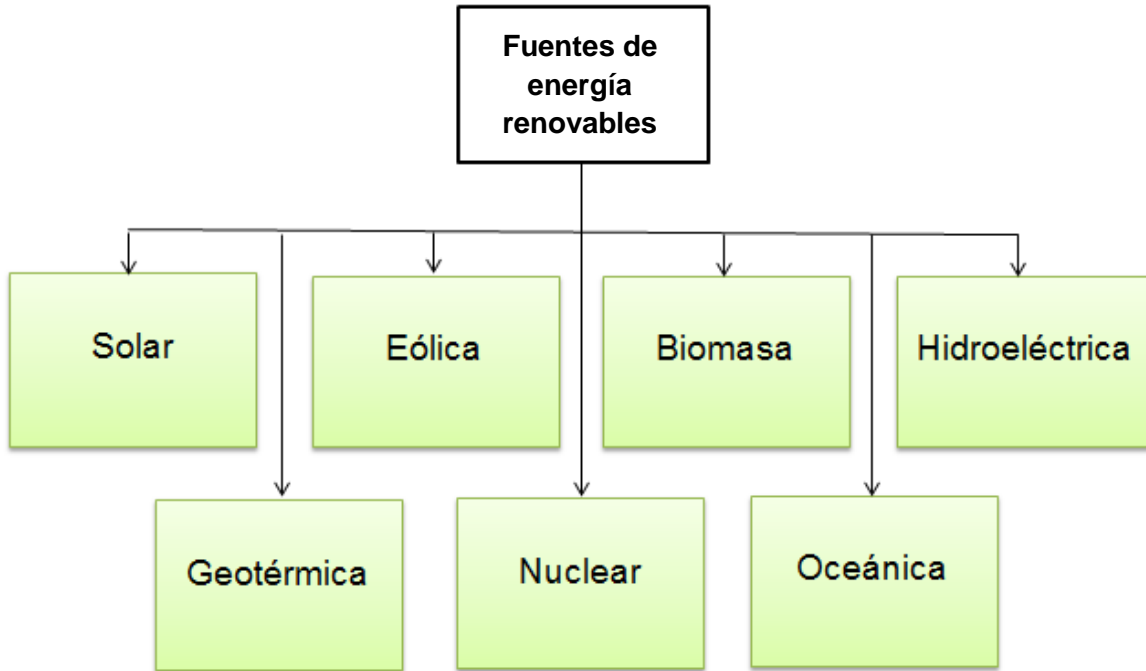 Fuentes de
energía
renovables
Solar
Eólica
Biomasa
Hidroeléctrica
Geotérmica
Nuclear
Oceánica